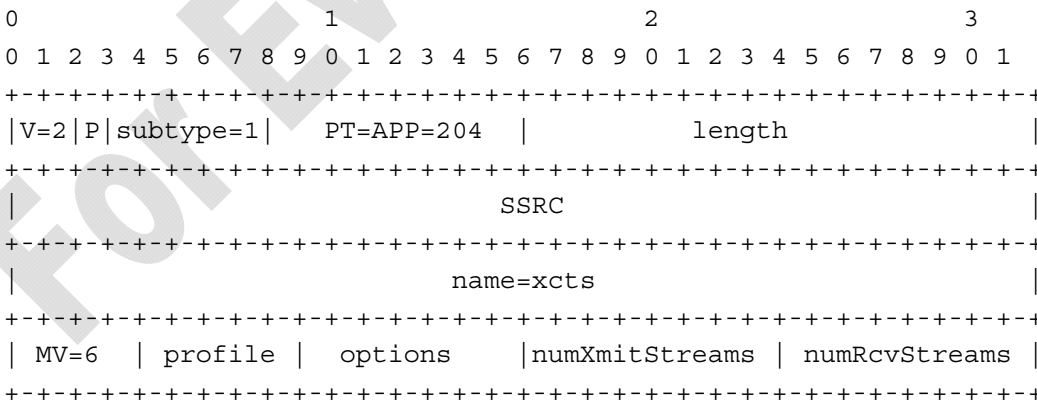 0                   1                   2                   3
0 1 2 3 4 5 6 7 8 9 0 1 2 3 4 5 6 7 8 9 0 1 2 3 4 5 6 7 8 9 0 1
+-+-+-+-+-+-+-+-+-+-+-+-+-+-+-+-+-+-+-+-+-+-+-+-+-+-+-+-+-+-+-+-+
|V=2|P|subtype=1|   PT=APP=204  |          length               |
+-+-+-+-+-+-+-+-+-+-+-+-+-+-+-+-+-+-+-+-+-+-+-+-+-+-+-+-+-+-+-+-+
|                              SSRC                             |
+-+-+-+-+-+-+-+-+-+-+-+-+-+-+-+-+-+-+-+-+-+-+-+-+-+-+-+-+-+-+-+-+
|                           name=xcts                           |
+-+-+-+-+-+-+-+-+-+-+-+-+-+-+-+-+-+-+-+-+-+-+-+-+-+-+-+-+-+-+-+-+
| MV=6  | profile |  options    |numXmitStreams | numRcvStreams |
+-+-+-+-+-+-+-+-+-+-+-+-+-+-+-+-+-+-+-+-+-+-+-+-+-+-+-+-+-+-+-+-+
For Ev